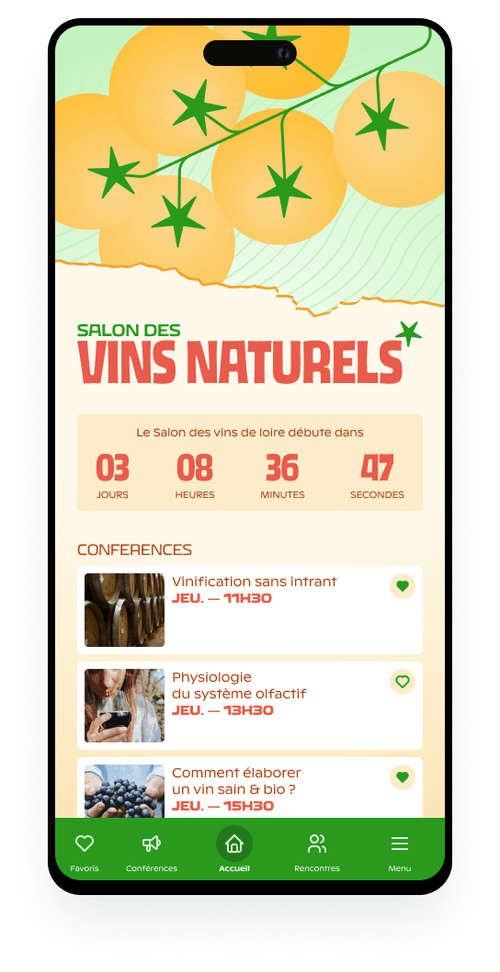 SALON DES
VINS NATURELS
Le Salon des vins de loire débute dans
03 08 36 47
JOURS HEURES MINUTES SECONDES
CONFERENCES
Vinification sans intrant
JEU. — 11H30
Physiologie
du système olfactif
JEU. — 13H30
Comment élaborer
un vin sain & bio ?
JEU. — 15H30
Favoris Conférences Accueil Rencontres Menu